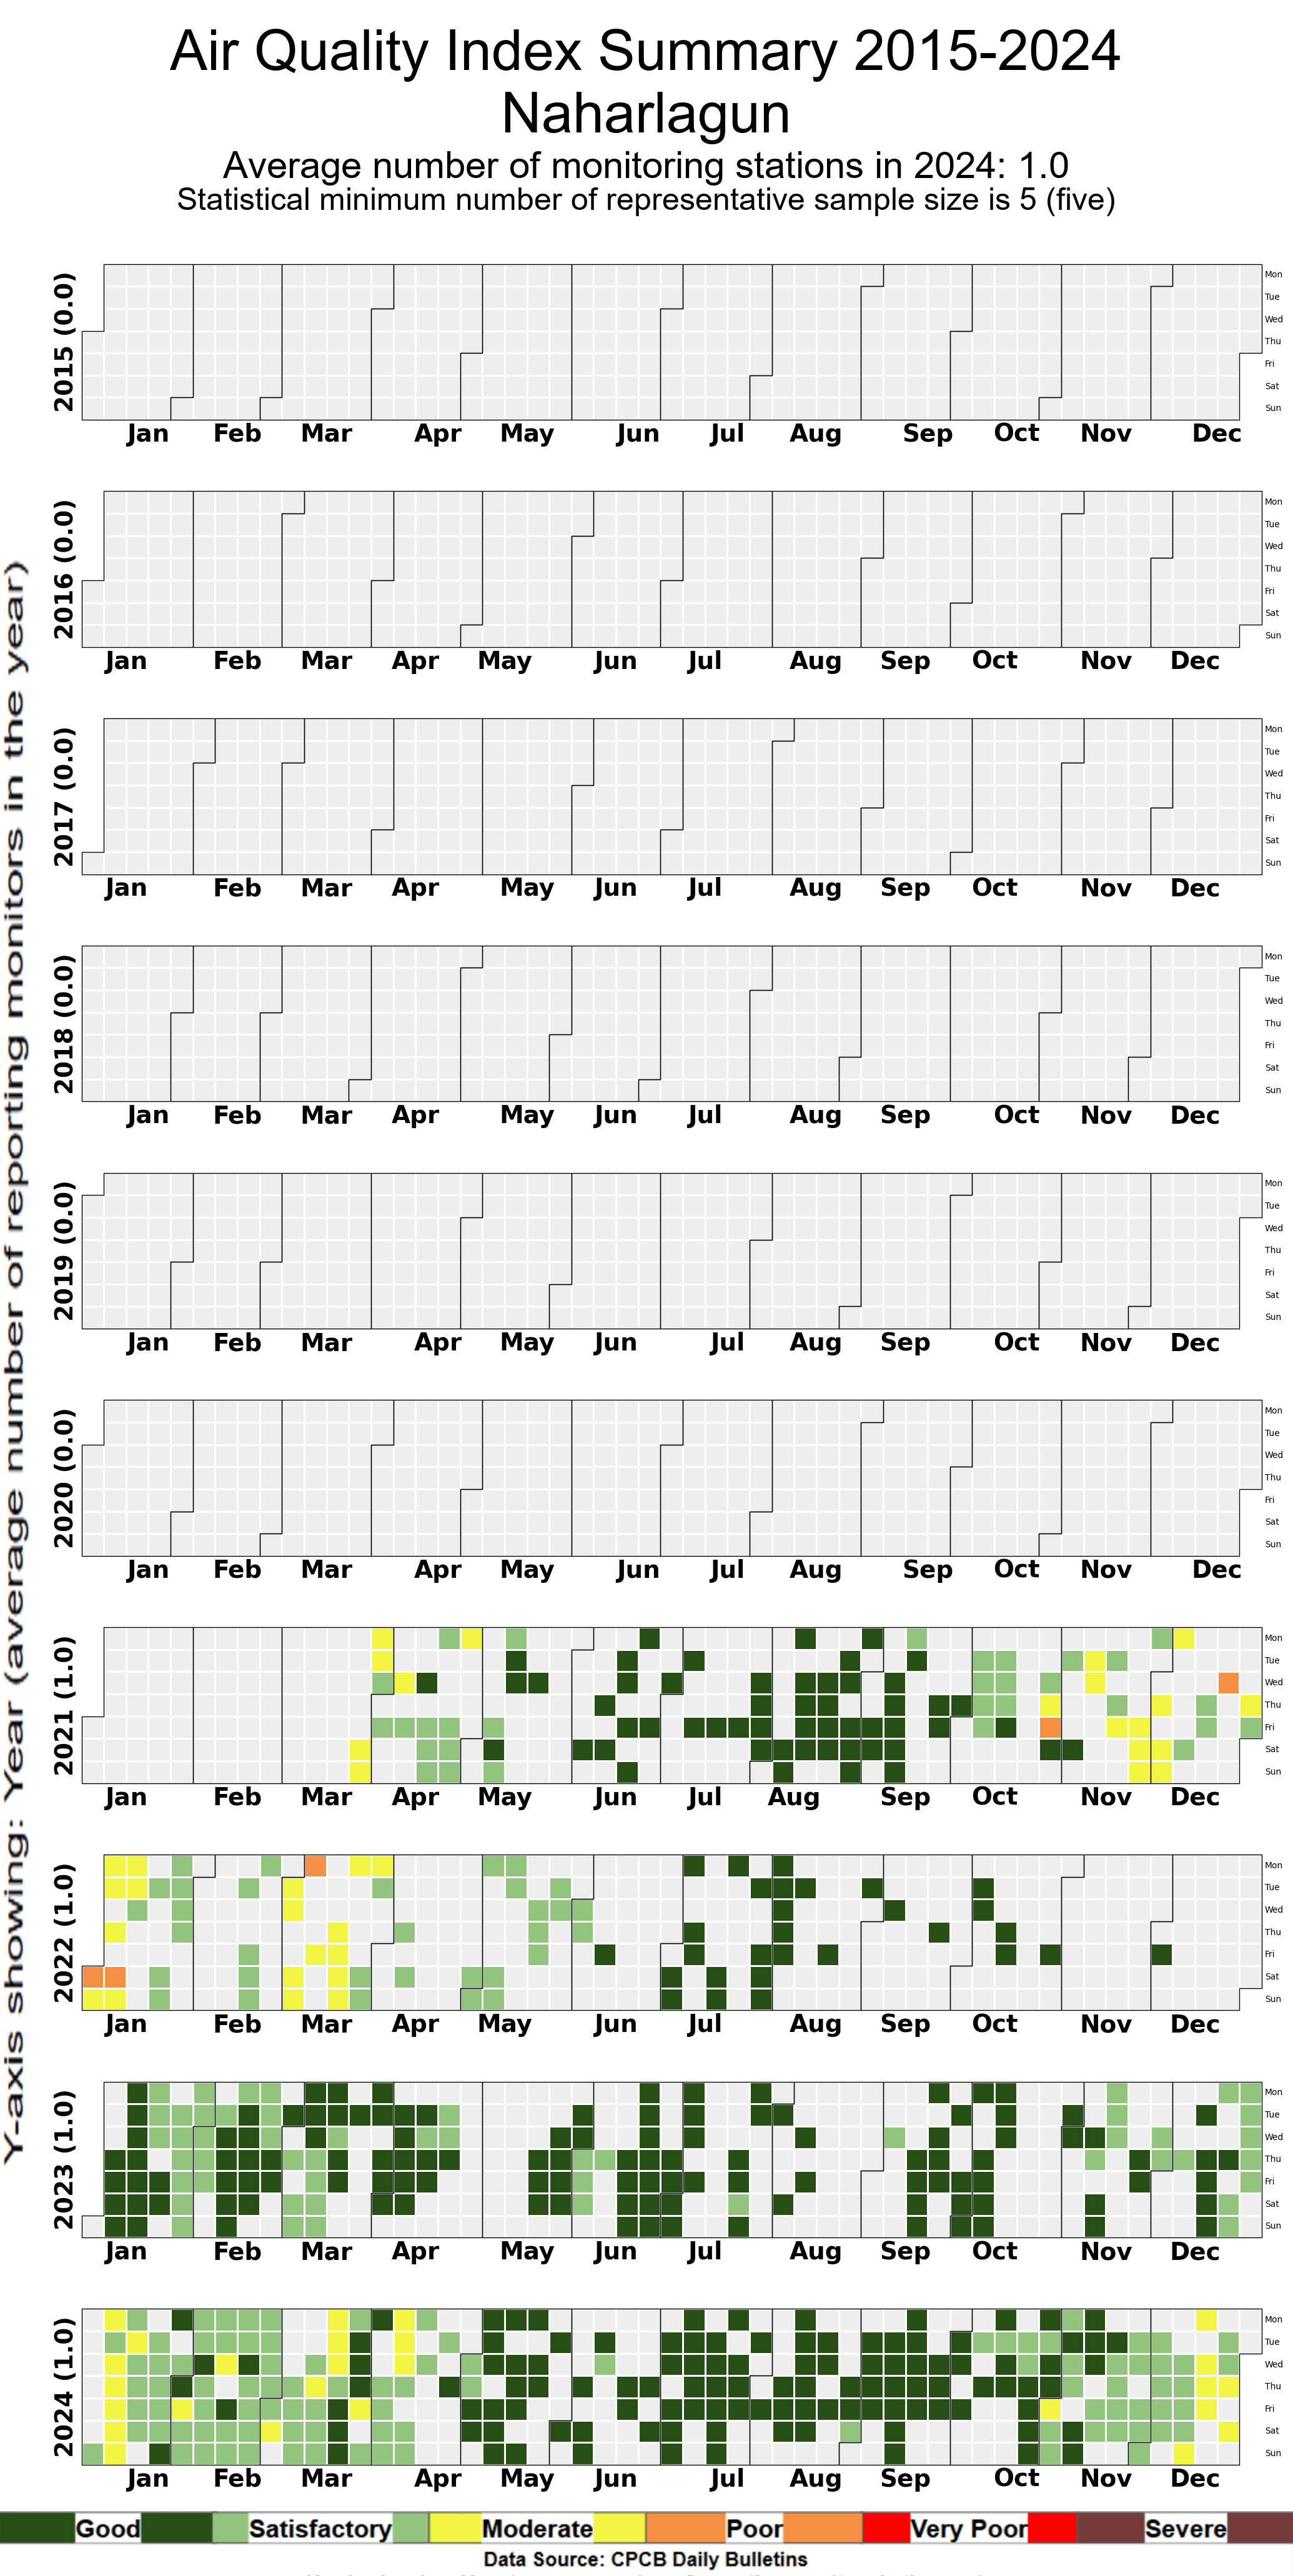 Air Quality Index Summary 2015-2024
Naharlagun
Average number of monitoring stations in 2024: 1.0
Statistical minimum number of representative sample size is 5 (five)
Y-axis showing: Year (average number of reporting monitors in the year)
2015 (0.0)
Mon
Tue
Wed
Thu
Fri
Sat
Sun
Jan Feb Mar Apr May Jun Jul Aug Sep Oct Nov Dec
2016 (0.0)
Mon
Tue
Wed
Thu
Fri
Sat
Sun
Jan Feb Mar Apr May Jun Jul Aug Sep Oct Nov Dec
2017 (0.0)
Mon
Tue
Wed
Thu
Fri
Sat
Sun
Jan Feb Mar Apr May Jun Jul Aug Sep Oct Nov Dec
2018 (0.0)
Mon
Tue
Wed
Thu
Fri
Sat
Sun
Jan Feb Mar Apr May Jun Jul Aug Sep Oct Nov Dec
2019 (0.0)
Mon
Tue
Wed
Thu
Fri
Sat
Sun
Jan Feb Mar Apr May Jun Jul Aug Sep Oct Nov Dec
2020 (0.0)
Mon
Tue
Wed
Thu
Fri
Sat
Sun
Jan Feb Mar Apr May Jun Jul Aug Sep Oct Nov Dec
2021 (1.0)
Mon
Tue
Wed
Thu
Fri
Sat
Sun
Jan Feb Mar Apr May Jun Jul Aug Sep Oct Nov Dec
2022 (1.0)
Mon
Tue
Wed
Thu
Fri
Sat
Sun
Jan Feb Mar Apr May Jun Jul Aug Sep Oct Nov Dec
2023 (1.0)
Mon
Tue
Wed
Thu
Fri
Sat
Sun
Jan Feb Mar Apr May Jun Jul Aug Sep Oct Nov Dec
2024 (1.0)
Mon
Tue
Wed
Thu
Fri
Sat
Sun
Jan Feb Mar Apr May Jun Jul Aug Sep Oct Nov Dec
Good Satisfactory Moderate Poor Very Poor Severe
Data Source: CPCB Daily Bulletins